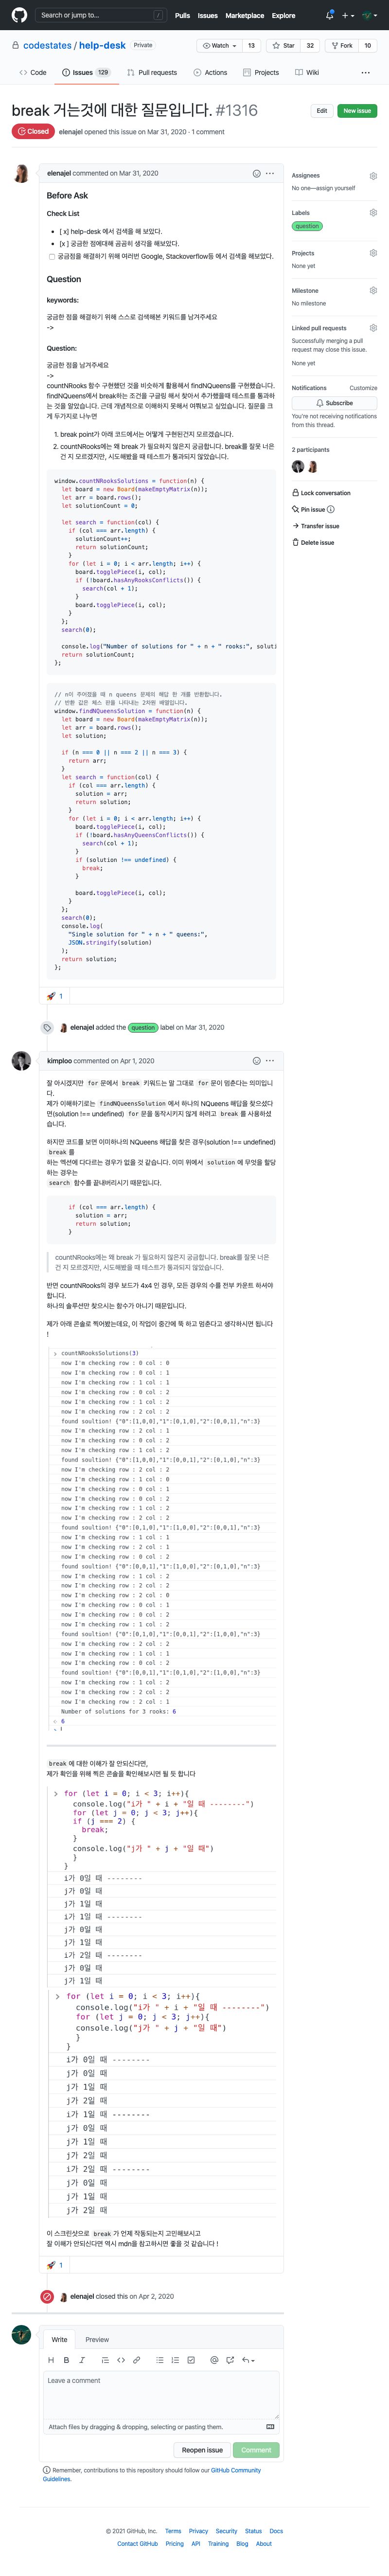 Search or jump to... /
Pulls Issues Marketplace Explore
codestates / help-desk Private
Watch 13 Star 32 Fork 10
Code Issues 129 Pull requests Actions Projects Wiki ...
break 거는것에 대한 질문입니다. #1316
Edit New issue
Closed elenajel opened this issue on Mar 31, 2020 · 1 comment
elenajel commented on Mar 31, 2020
Before Ask
Check List
[ x] help-desk 에서 검색을 해 보았다.
[x ] 궁금한 점에대해 곰곰히 생각을 해보았다.
궁금점을 해결하기 위해 여러번 Google, Stackoverflow등 에서 검색을 해보았다.
Question
keywords:
궁금한 점을 해결하기 위해 스스로 검색해본 키워드를 남겨주세요
->
Question:
궁금한 점을 남겨주세요
->
countNRooks 함수 구현했던 것을 비슷하게 활용해서 findNQueens를 구현했습니다.
findNQueens에서 break하는 조건을 구글링 해서 찾아서 추가했을때 테스트를 통과하
는 것을 알았습니다. 근데 개념적으로 이해하지 못해서 여쭤보고 싶었습니다. 질문을 크
게 두가지로 나누면
1. break point가 아래 코드에서는 어떻게 구현된건지 모르겠습니다.
2. countNRooks에는 왜 break 가 필요하지 않은지 궁금합니다. break를 잘못 너은
건 지 모르겠지만, 시도해봤을 때 테스트가 통과되지 않았습니다.
window.countNRooksSolutions = function(n) {
let board = new Board(makeEmptyMatrix(n));
let arr = board.rows();
let solutionCount = 0;
let search = function(col) {
if (col === arr.length) {
solutionCount++;
return solutionCount;
}
for (let i = 0; i < arr.length; i++) {
board.togglePiece(i, col);
if (!board.hasAnyRooksConflicts()) {
search(col + 1);
}
board.togglePiece(i, col);
}
};
search(0);
console.log("Number of solutions for " + n + " rooks:", solut
return solutionCount;
};
// n이 주어졌을 때 n queens 문제의 해답 한 개를 반환합니다.
// 반환 값은 체스 판을 나타내는 2차원 배열입니다.
window.findNQueensSolution = function(n) {
let board = new Board(makeEmptyMatrix(n));
let arr = board.rows();
let solution;
if (n === 0 || n === 2 || n === 3) {
return arr;
}
let search = function(col) {
if (col === arr.length) {
solution = arr;
return solution;
}
for (let i = 0; i < arr.length; i++) {
board.togglePiece(i, col);
if (!board.hasAnyQueensConflicts()) {
search(col + 1);
}
if (solution !== undefined) {
break;
}
board.togglePiece(i, col);
}
}
search(0);
console.log(
"Single solution for " + n + " queens:",
JSON.stringify(solution)
);
return solution;
};
1
elenajel added the question label on Mar 31, 2020
kimploo commented on Apr 1, 2020
잘 아시겠지만 for 문에서 break 키워드는 말 그대로 for 문이 멈춘다는 의미입니
다.
제가 이해하기로는 findNQueensSolution 에서 하나의 NQueens 해답을 찾으셨다
면(solution !== undefined) for 문을 동작시키지 않게 하려고 break 를 사용하셨
습니다.
하지만 코드를 보면 이미하나의 NQueens 해답을 찾은 경우(solution !== undefined)
break 를
하는 엑션에 다다르는 경우가 없을 것 같습니다. 이미 위에서 solution 에 무엇을 할당
하는 경우는
search 함수를 끝내버리시기 때문입니다.
if (col === arr.length) {
solution = arr;
return solution;
}
countNRooks에는 왜 break 가 필요하지 않은지 궁금합니다. break를 잘못 너은
건 지 모르겠지만, 시도해봤을 때 테스트가 통과되지 않았습니다.
반면 countNRooks의 경우 보드가 4x4 인 경우, 모든 경우의 수를 전부 카운트 하셔야
합니다.
하나의 솔루션만 찾으시는 함수가 아니기 때문입니다.
제가 아래 콘솔로 찍어봤는데요, 이 작업이 중간에 뚝 하고 멈춘다고 생각하시면 됩니다
!
countNRooksSolutions(3)
now I'm checking row : 0 col : 0
now I'm checking row : 0 col : 1
now I'm checking row : 1 col : 1
now I'm checking row : 0 col : 2
now I'm checking row : 1 col : 2
now I'm checking row : 2 col : 2
found soultion! {"0":[1,0,0],"1":[0,1,0],"2":[0,0,1],"n":3}
now I'm checking row : 2 col : 1
now I'm checking row : 0 col : 2
now I'm checking row : 1 col : 2
found soultion! {"0":[1,0,0],"1":[0,0,1],"2":[0,1,0],"n":3}
now I'm checking row : 2 col : 2
now I'm checking row : 1 col : 0
now I'm checking row : 0 col : 1
now I'm checking row : 0 col : 2
now I'm checking row : 1 col : 2
now I'm checking row : 2 col : 2
found soultion! {"0":[0,1,0],"1":[1,0,0],"2":[0,0,1],"n":3}
now I'm checking row : 1 col : 1
now I'm checking row : 2 col : 1
now I'm checking row : 0 col : 2
found soultion! {"0":[0,0,1],"1":[1,0,0],"2":[0,1,0],"n":3}
now I'm checking row : 1 col : 2
now I'm checking row : 2 col : 2
now I'm checking row : 2 col : 0
now I'm checking row : 0 col : 1
now I'm checking row : 0 col : 2
now I'm checking row : 1 col : 2
found soultion! {"0":[0,1,0],"1":[0,0,1],"2":[1,0,0],"n":3}
now I'm checking row : 2 col : 2
now I'm checking row : 1 col : 1
now I'm checking row : 0 col : 2
found soultion! {"0":[0,0,1],"1":[0,1,0],"2":[1,0,0],"n":3}
now I'm checking row : 1 col : 2
now I'm checking row : 2 col : 2
now I'm checking row : 2 col : 1
Number of solutions for 3 rooks: 6
6
break 에 대한 이해가 잘 안되신다면,
제가 확인을 위해 찍은 콘솔을 확인해보시면 될 듯 합니다
for (let i = 0; i < 3; i++){
console.log("i가 " + i + "일 때 --------")
for (let j = 0; j < 3; j++){
if (j === 2) {
break;
}
console.log("j가 " + j + "일 때")
}
}
i가 0일 때 --------
j가 0일 때
j가 1일 때
i가 1일 때 --------
j가 0일 때
j가 1일 때
i가 2일 때 --------
j가 0일 때
j가 1일 때
for (let i = 0; i < 3; i++){
console.log("i가 " + i + "일 때 --------")
for (let j = 0; j < 3; j++){
console.log("j가 " + j + "일 때")
}
}
i가 0일 때 --------
j가 0일 때
j가 1일 때
j가 2일 때
i가 1일 때 --------
j가 0일 때
j가 1일 때
j가 2일 때
i가 2일 때 --------
j가 0일 때
j가 1일 때
j가 2일 때
이 스크린샷으로 break 가 언제 작동되는지 고민해보시고
잘 이해가 안되신다면 역시 mdn을 참고하시면 좋을 것 같습니다 !
1
elenajel closed this on Apr 2, 2020
Write Preview
Leave a comment
Attach files by dragging & dropping, selecting or pasting them.
Reopen issue Comment
Remember, contributions to this repository should follow our GitHub Community
Guidelines.
Assignees
No one—assign yourself
Labels
question
Projects
None yet
Milestone
No milestone
Linked pull requests
Successfully merging a pull
request may close this issue.
None yet
Notifications Customize
Subscribe
You're not receiving notifications
from this thread.
2 participants
Lock conversation
Pin issue
Transfer issue
Delete issue
© 2021 GitHub, Inc. Terms Privacy Security Status Docs
Contact GitHub Pricing API Training Blog About